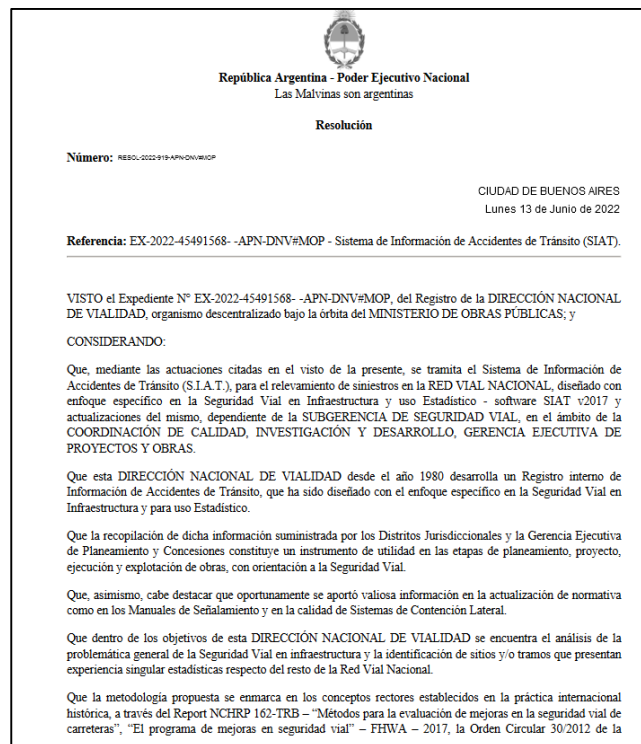 República Argentina - Poder Ejecutivo Nacional
Las Malvinas son argentinas
Resolución
Número: RESOL-2022-919-APN-DNV#MOP
CIUDAD DE BUENOS AIRES
Lunes 13 de Junio de 2022
Referencia: EX-2022-45491568- -APN-DNV#MOP - Sistema de Información de Accidentes de Tránsito (SIAT).
VISTO el Expediente N° EX-2022-45491568- -APN-DNV#MOP, del Registro de la DIRECCIÓN NACIONAL
DE VIALIDAD, organismo descentralizado bajo la órbita del MINISTERIO DE OBRAS PÚBLICAS; y
CONSIDERANDO:
Que, mediante las actuaciones citadas en el visto de la presente, se tramita el Sistema de Información de
Accidentes de Tránsito (S.I.A.T.), para el relevamiento de siniestros en la RED VIAL NACIONAL, diseñado con
enfoque específico en la Seguridad Vial en Infraestructura y uso Estadístico - software SIAT v2017 y
actualizaciones del mismo, dependiente de la SUBGERENCIA DE SEGURIDAD VIAL, en el ámbito de la
COORDINACIÓN DE CALIDAD, INVESTIGACIÓN Y DESARROLLO, GERENCIA EJECUTIVA DE
PROYECTOS Y OBRAS.
Que esta DIRECCIÓN NACIONAL DE VIALIDAD desde el año 1980 desarrolla un Registro interno de
Información de Accidentes de Tránsito, que ha sido diseñado con el enfoque específico en la Seguridad Vial en
Infraestructura y para uso Estadístico.
Que la recopilación de dicha información suministrada por los Distritos Jurisdiccionales y la Gerencia Ejecutiva
de Planeamiento y Concesiones constituye un instrumento de utilidad en las etapas de planeamiento, proyecto,
ejecución y explotación de obras, con orientación a la Seguridad Vial.
Que, asimismo, cabe destacar que oportunamente se aportó valiosa información en la actualización de normativa
como en los Manuales de Señalamiento y en la calidad de Sistemas de Contención Lateral.
Que dentro de los objetivos de esta DIRECCIÓN NACIONAL DE VIALIDAD se encuentra el análisis de la
problemática general de la Seguridad Vial en infraestructura y la identificación de sitios y/o tramos que presentan
experiencia singular estadísticas respecto del resto de la Red Vial Nacional.
Que la metodología propuesta se enmarca en los conceptos rectores establecidos en la práctica internacional
histórica, a través del Report NCHRP 162-TRB – “Métodos para la evaluación de mejoras en la seguridad vial de
carreteras”, “El programa de mejoras en seguridad vial” – FHWA – 2017, la Orden Circular 30/2012 de la